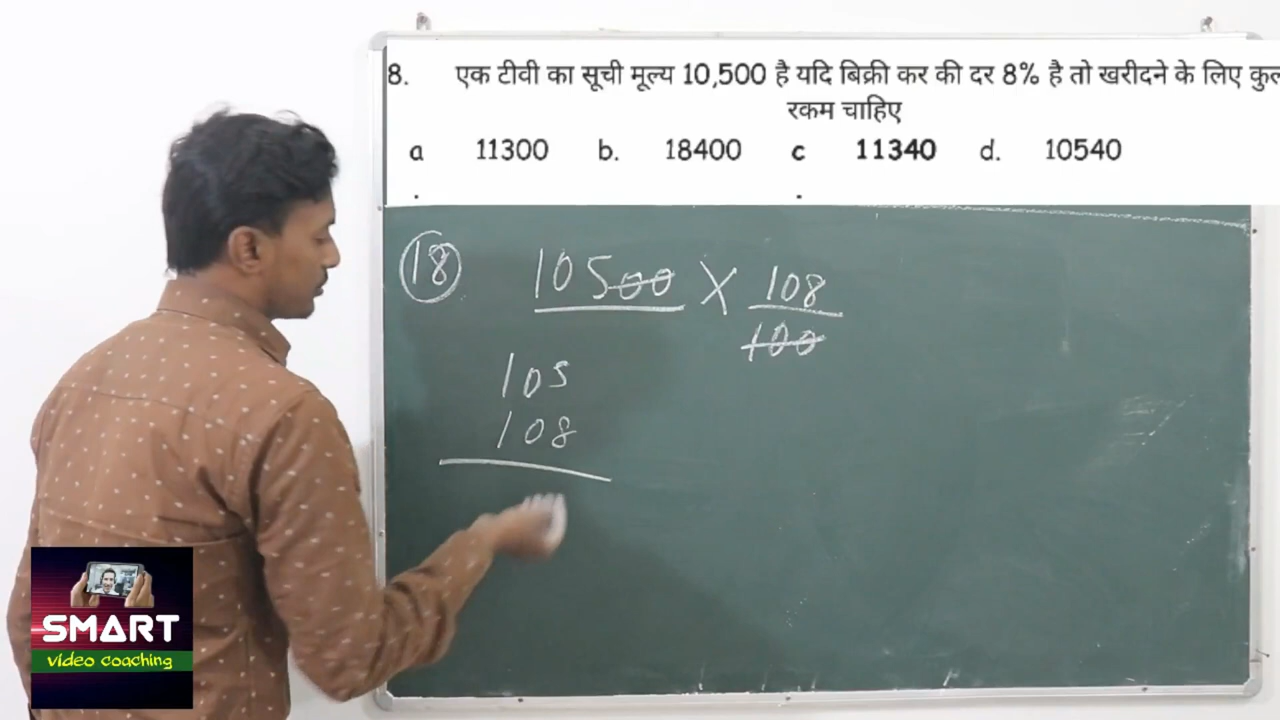 8. एक टीवी का सूची मूल्य 10,500 है यदि बिक्री कर की दर 8% है तो खरीदने के लिए कुल
रकम चाहिए
a 11300 b. 18400 c 11340 d. 10540
. .
18 10500 X 108
100
105
108
SMART
video coaching